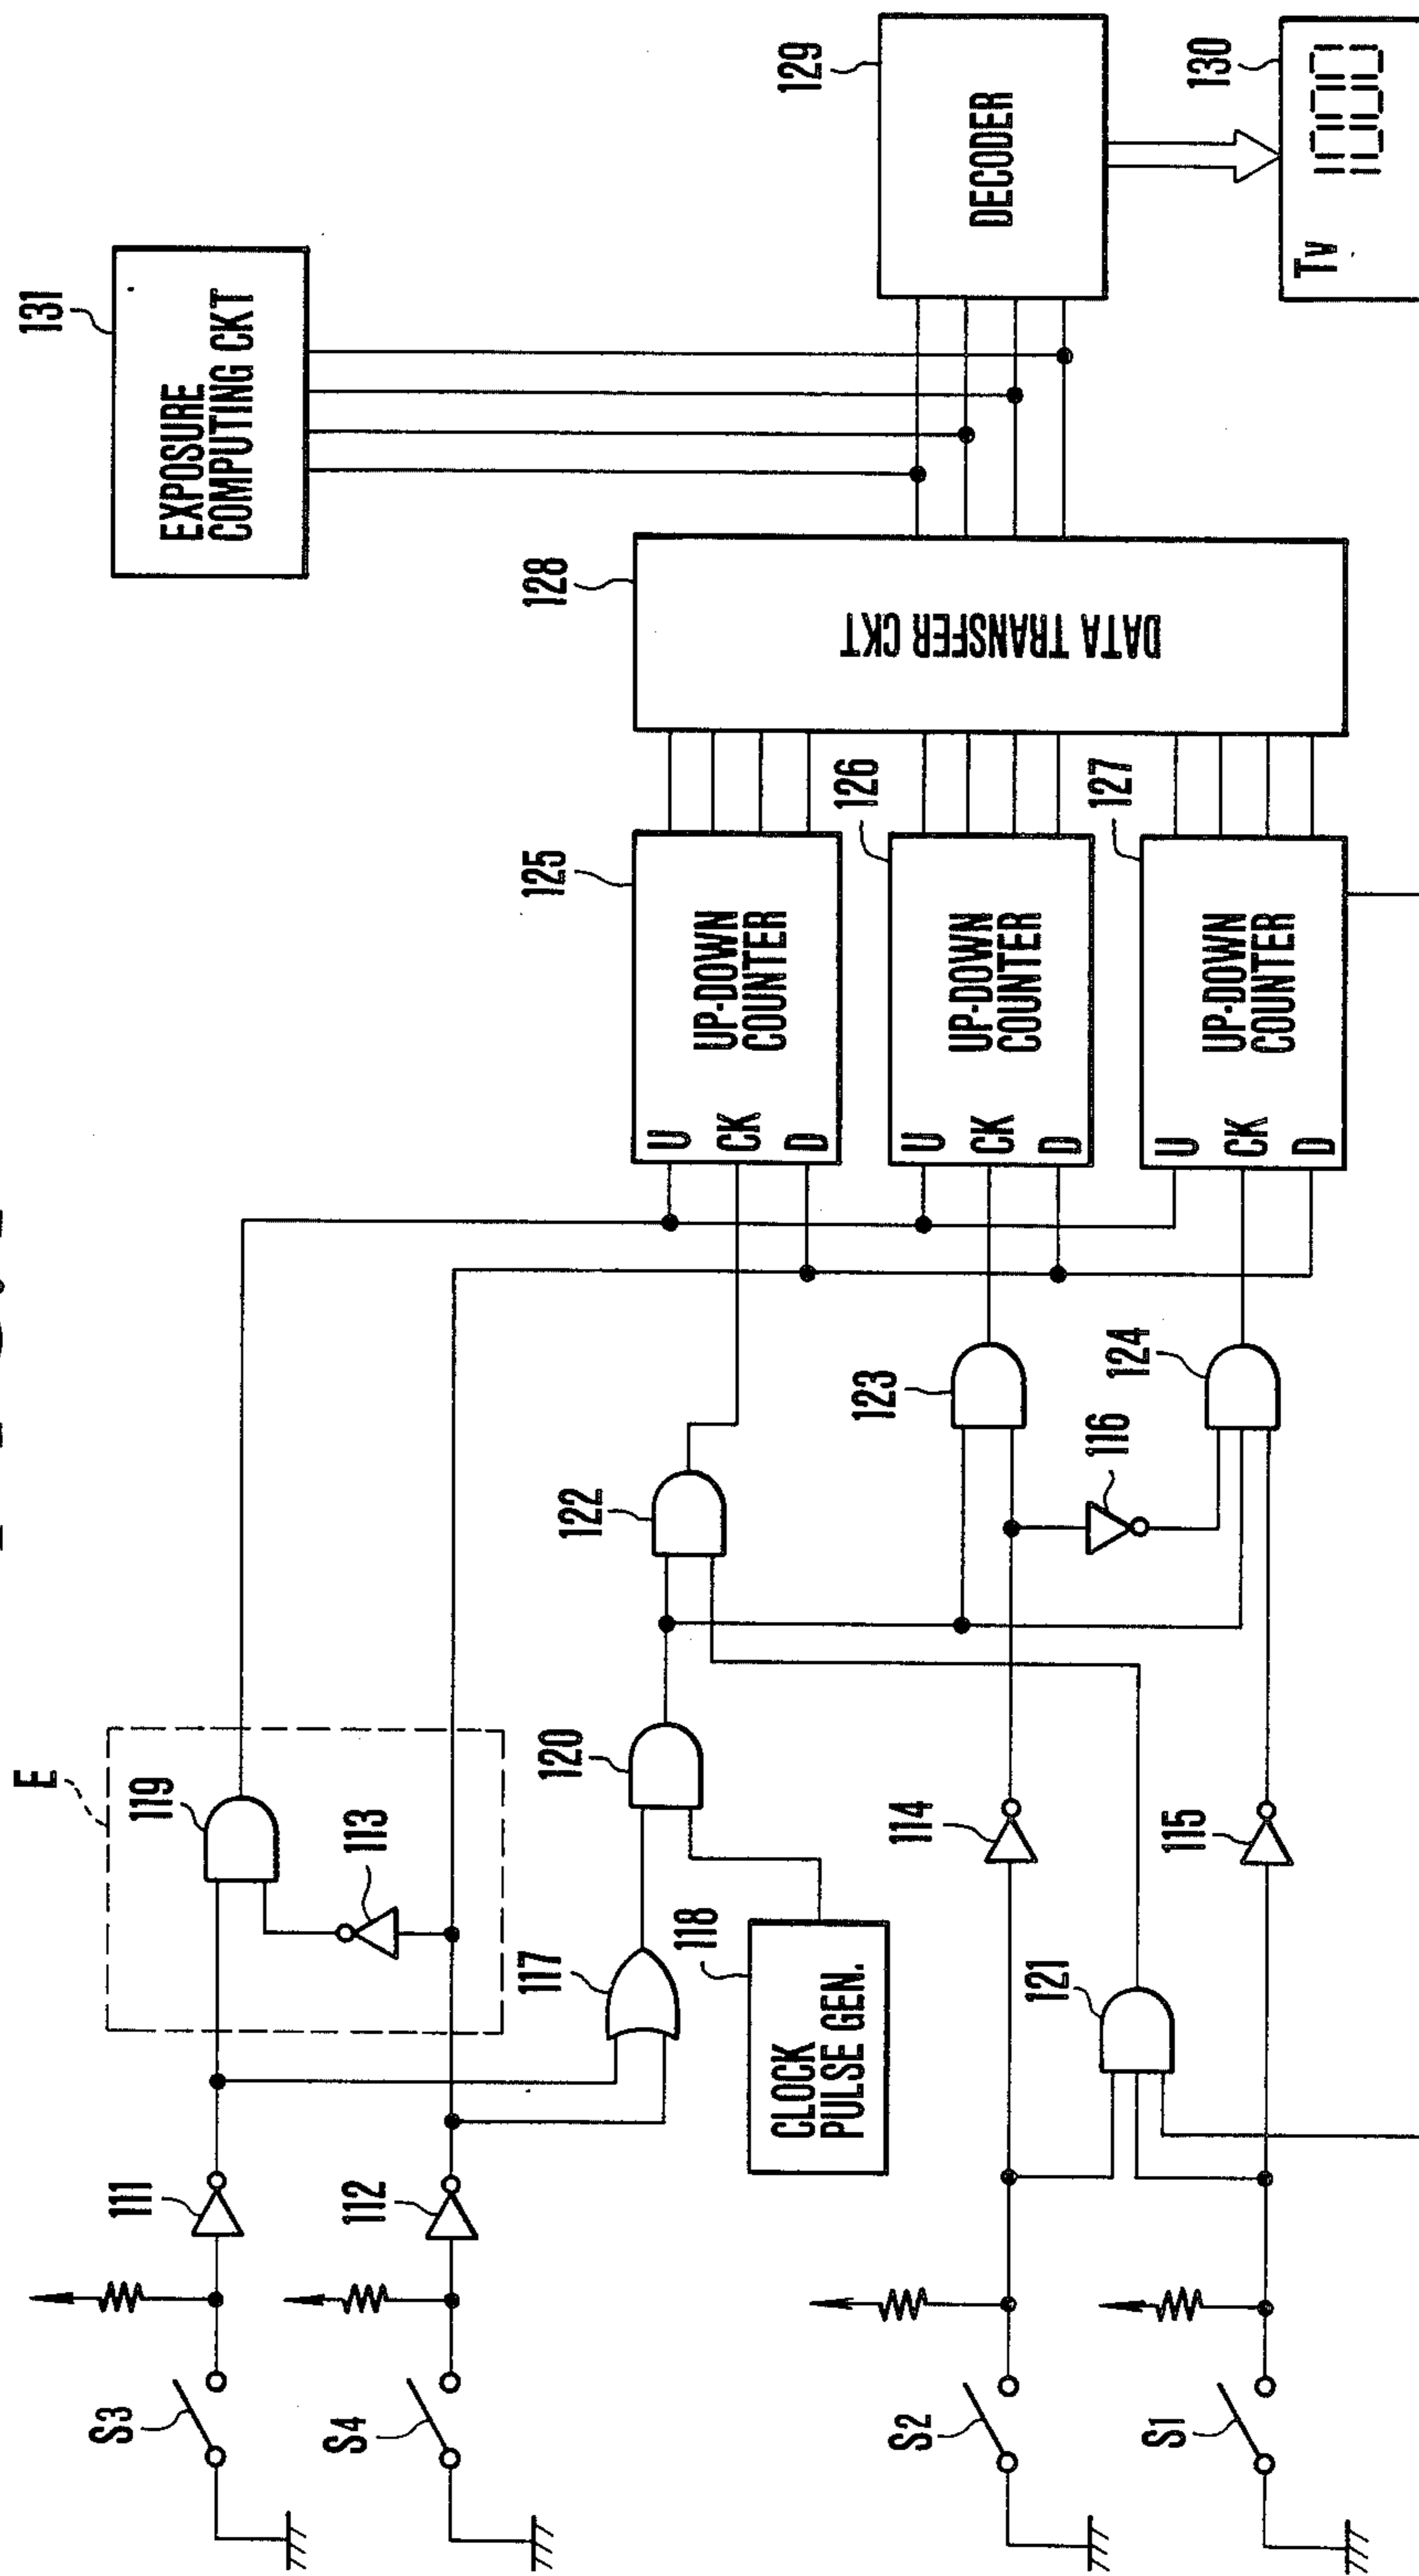 131
EXPOSURE
COMPUTING CKT
129
DECODER
130
Tv
1000
128
DATA TRANSFER CKT
125
UP-DOWN
COUNTER
U
CK
D
126
UP-DOWN
COUNTER
U
CK
D
127
UP-DOWN
COUNTER
U
CK
D
E
119
113
117
120
122
118
CLOCK
PULSE GEN.
123
116
124
114
115
121
111
112
S3
S4
S2
S1